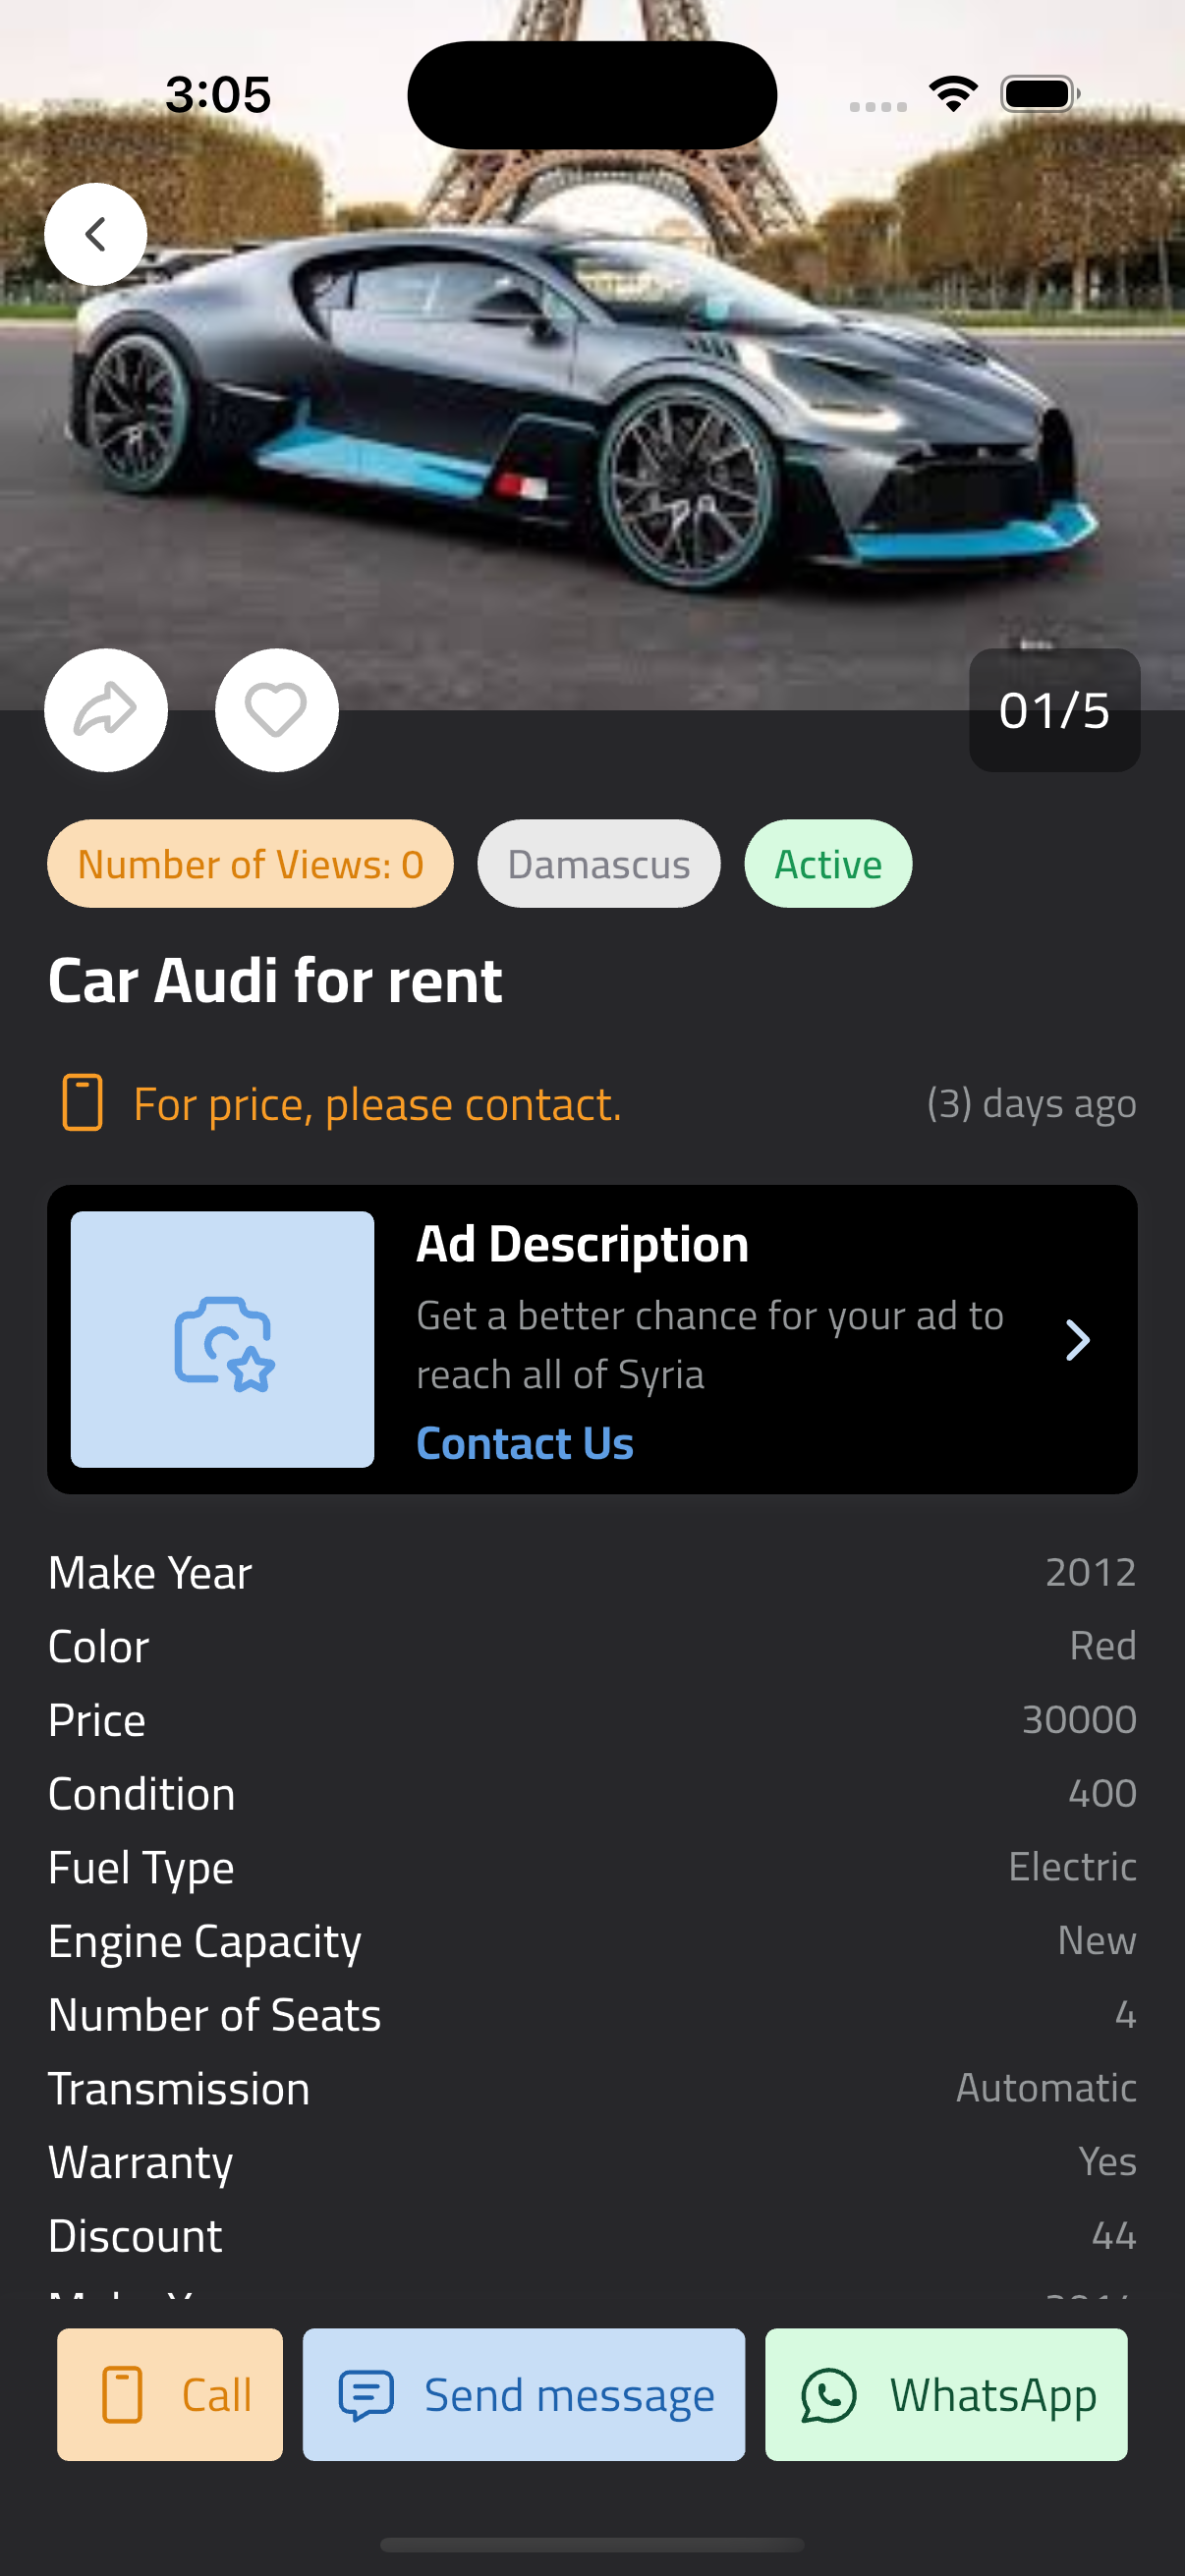 3:05
01/5
Number of Views: 0
Damascus
Active
Car Audi for rent
For price, please contact.
(3) days ago
Ad Description
Get a better chance for your ad to
reach all of Syria
Contact Us
Make Year 2012
Color Red
Price 30000
Condition 400
Fuel Type Electric
Engine Capacity New
Number of Seats 4
Transmission Automatic
Warranty Yes
Discount 44
Call
Send message
WhatsApp